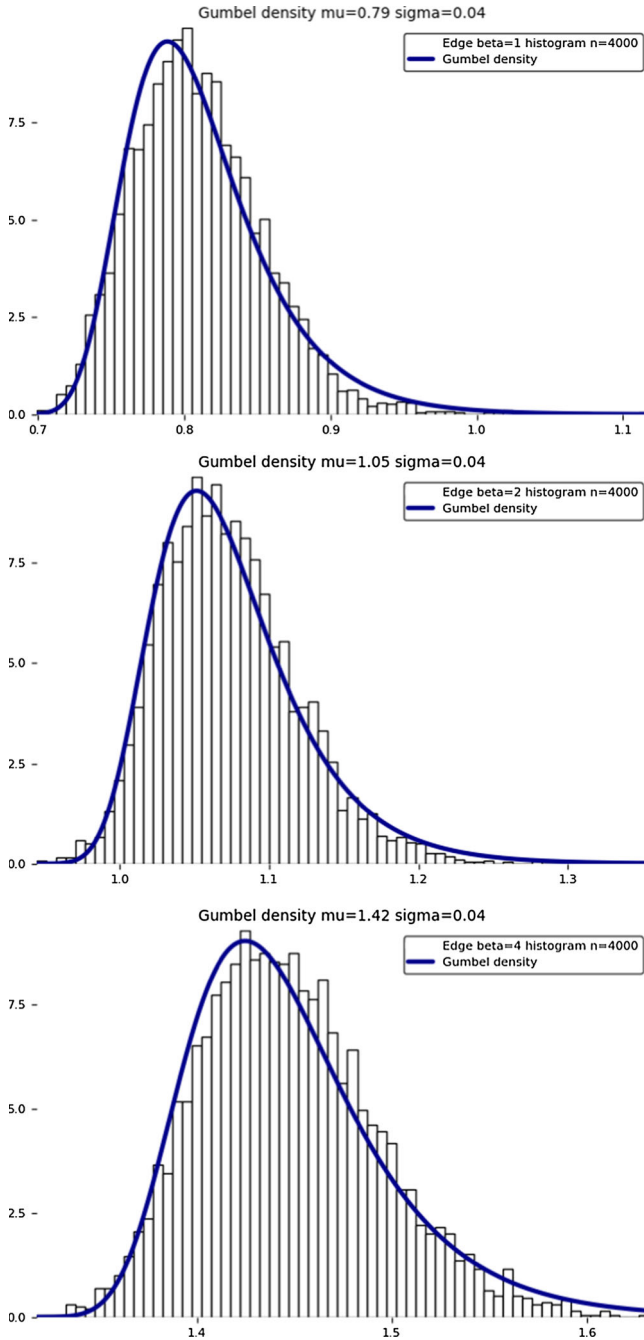 Gumbel density mu=0.79 sigma=0.04
Edge beta=1 histogram n=4000
Gumbel density
7.5
5.0
2.5
0.0
0.7 0.8 0.9 1.0 1.1
Gumbel density mu=1.05 sigma=0.04
Edge beta=2 histogram n=4000
Gumbel density
7.5
5.0
2.5
0.0
1.0 1.1 1.2 1.3
Gumbel density mu=1.42 sigma=0.04
Edge beta=4 histogram n=4000
Gumbel density
7.5
5.0
2.5
0.0
1.4 1.5 1.6